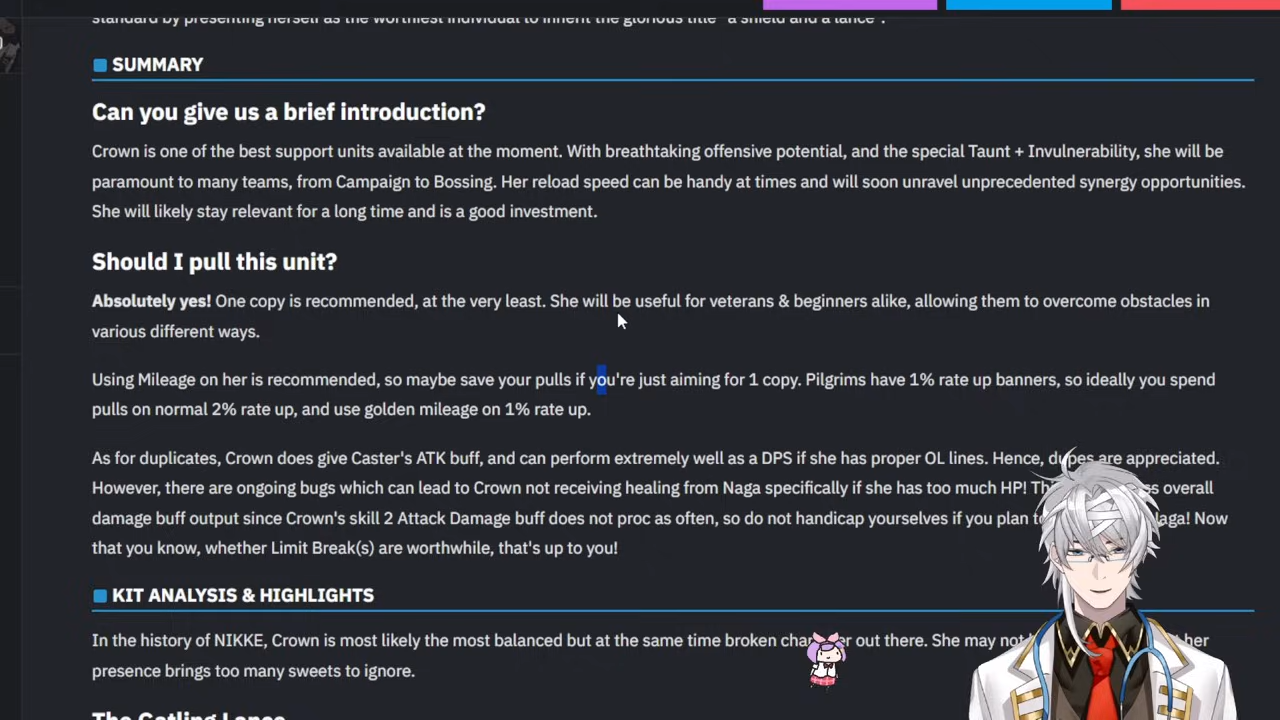 standard by presenting herself as the worthiest individual to inherit the glorious title "a shield and a lance".
SUMMARY
Can you give us a brief introduction?
Crown is one of the best support units available at the moment. With breathtaking offensive potential, and the special Taunt + Invulnerability, she will be
paramount to many teams, from Campaign to Bossing. Her reload speed can be handy at times and will soon unravel unprecedented synergy opportunities.
She will likely stay relevant for a long time and is a good investment.
Should I pull this unit?
Absolutely yes! One copy is recommended, at the very least. She will be useful for veterans & beginners alike, allowing them to overcome obstacles in
various different ways.
Using Mileage on her is recommended, so maybe save your pulls if you're just aiming for 1 copy. Pilgrims have 1% rate up banners, so ideally you spend
pulls on normal 2% rate up, and use golden mileage on 1% rate up.
As for duplicates, Crown does give Caster's ATK buff, and can perform extremely well as a DPS if she has proper OL lines. Hence, dupes are appreciated.
However, there are ongoing bugs which can lead to Crown not receiving healing from Naga specifically if she has too much HP! overall
damage buff output since Crown's skill 2 Attack Damage buff does not proc as often, so do not handicap yourselves if you plan Naga! Now
that you know, whether Limit Break(s) are worthwhile, that's up to you!
KIT ANALYSIS & HIGHLIGHTS
In the history of NIKKE, Crown is most likely the most balanced but at the same time broken out there. She may her
presence brings too many sweets to ignore.
The Gatling Lance